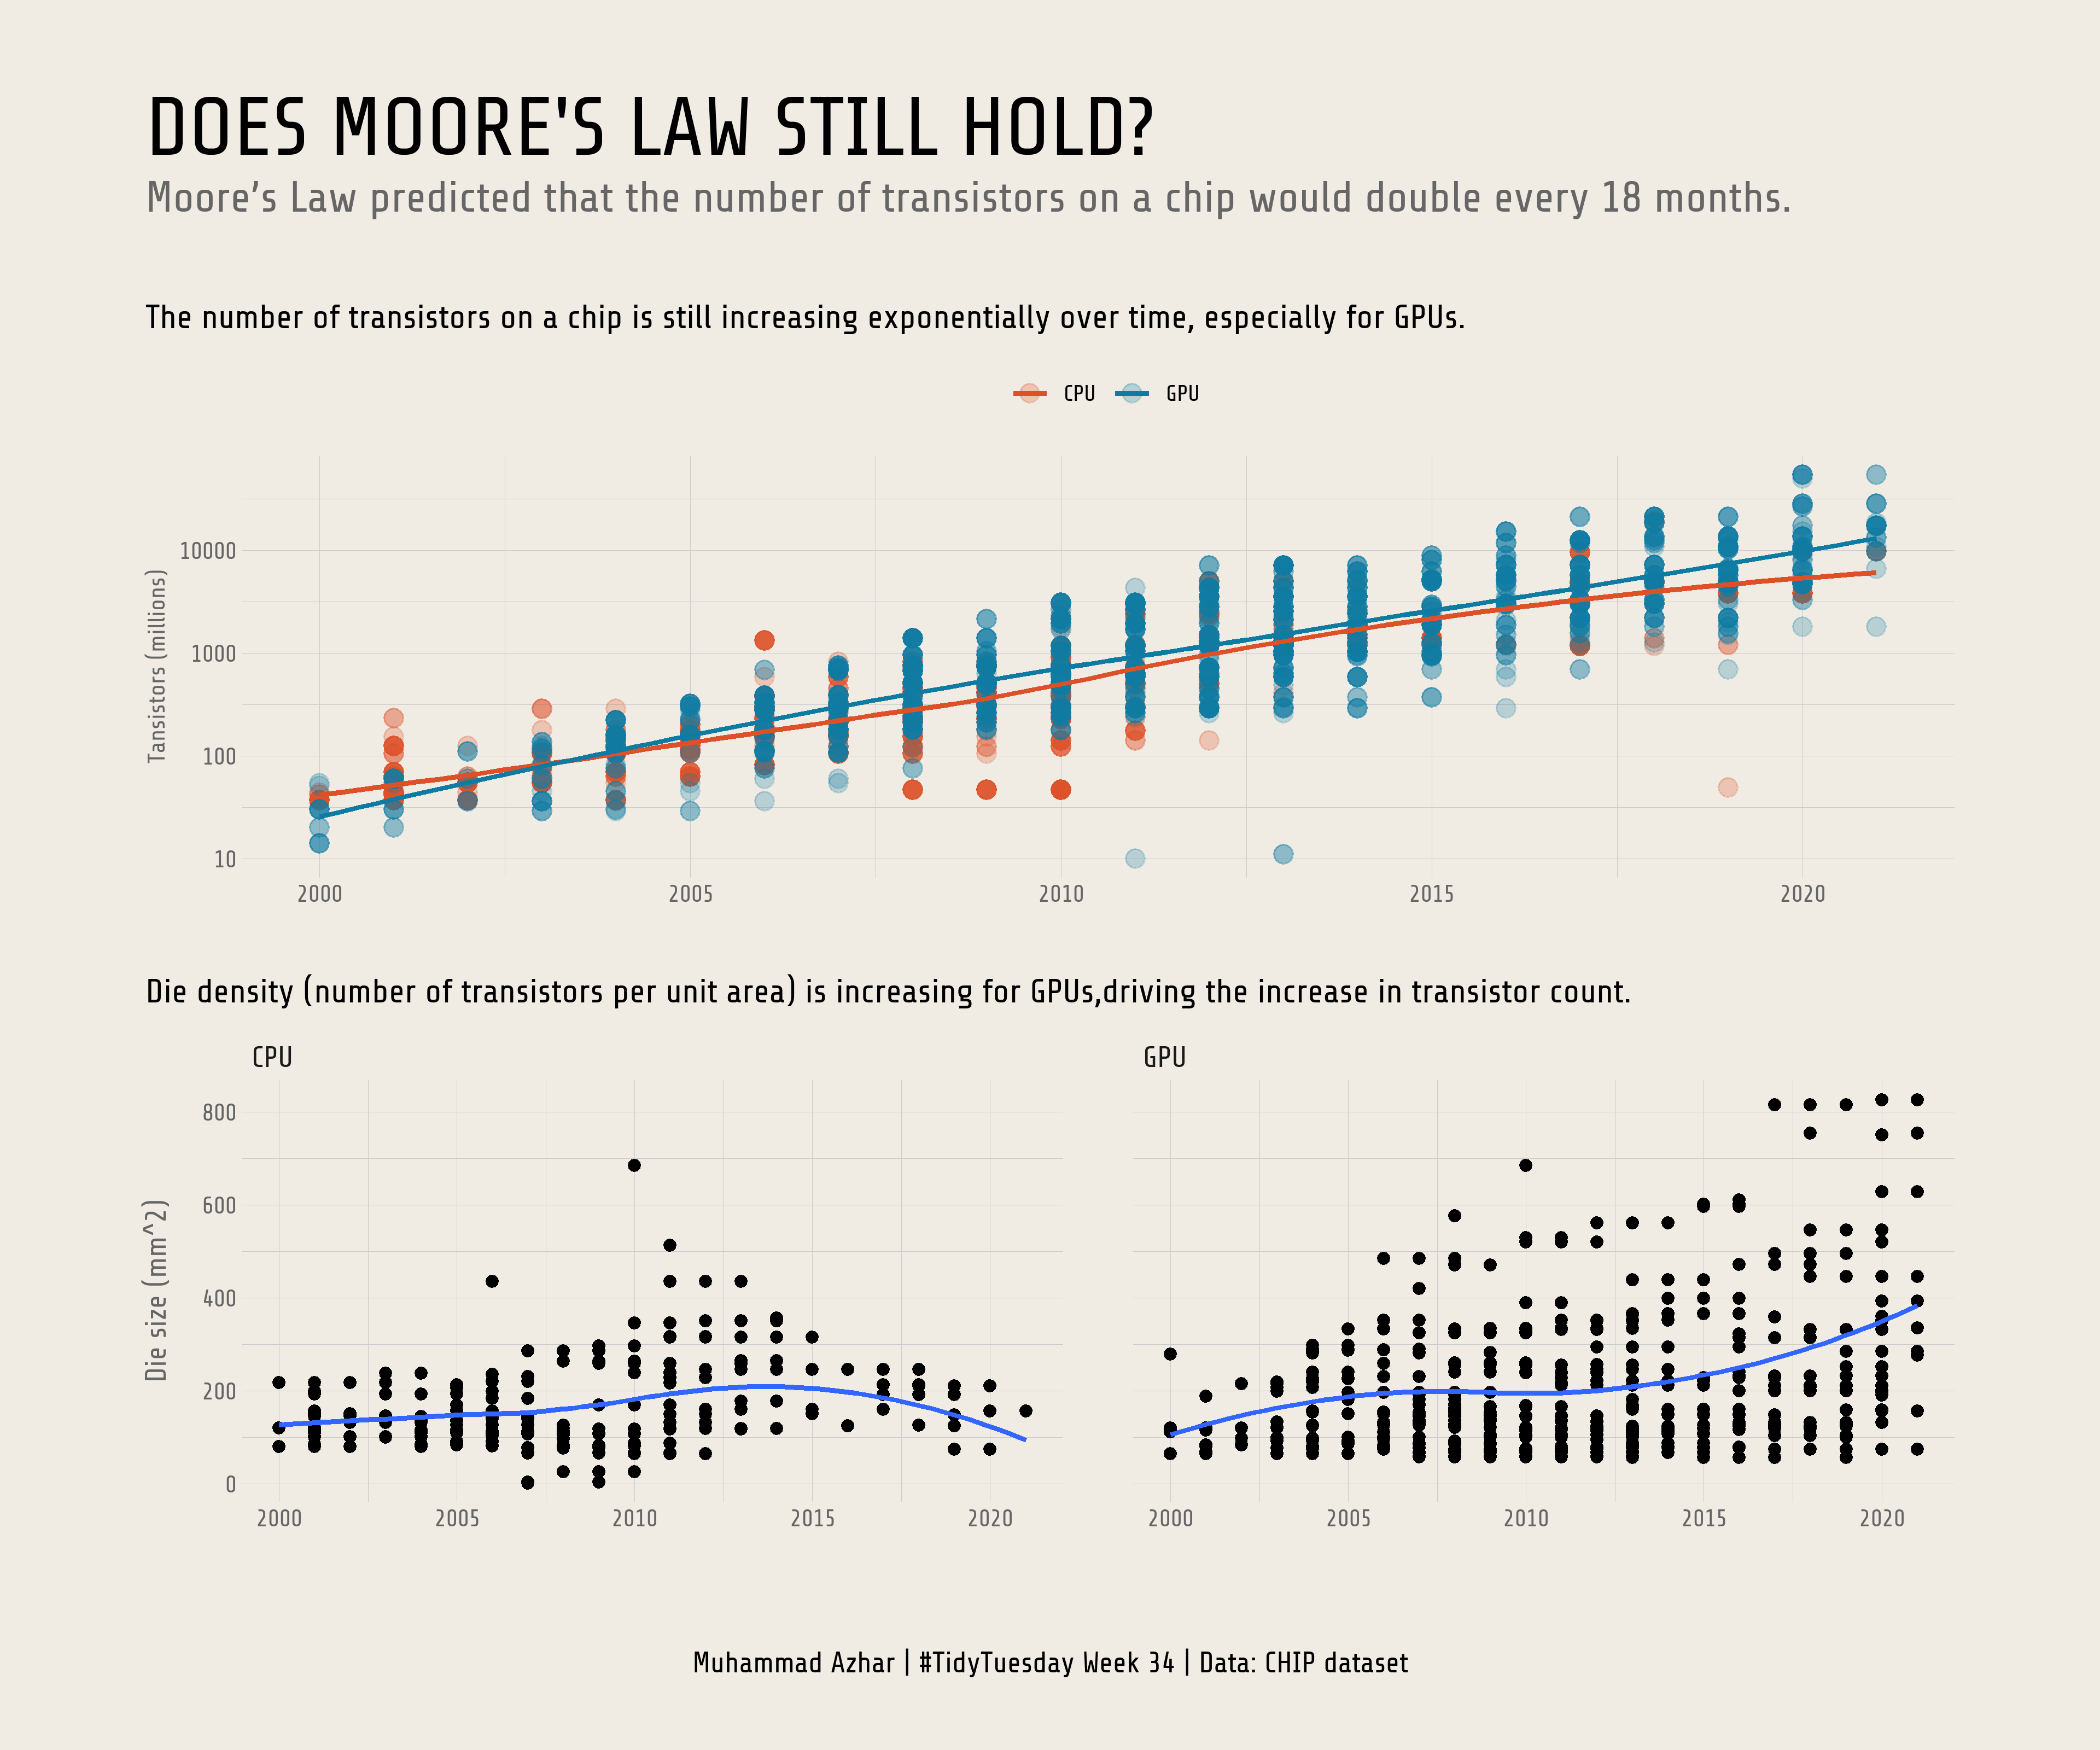 DOES MOORE'S LAW STILL HOLD?
Moore’s Law predicted that the number of transistors on a chip would double every 18 months.
The number of transistors on a chip is still increasing exponentially over time, especially for GPUs.
CPU GPU
Tansistors (millions)
10000
1000
100
10
2000 2005 2010 2015 2020
Die density (number of transistors per unit area) is increasing for GPUs,driving the increase in transistor count.
CPU GPU
Die size (mm^2)
800
600
400
200
0
2000 2005 2010 2015 2020 2000 2005 2010 2015 2020
Muhammad Azhar | #TidyTuesday Week 34 | Data: CHIP dataset